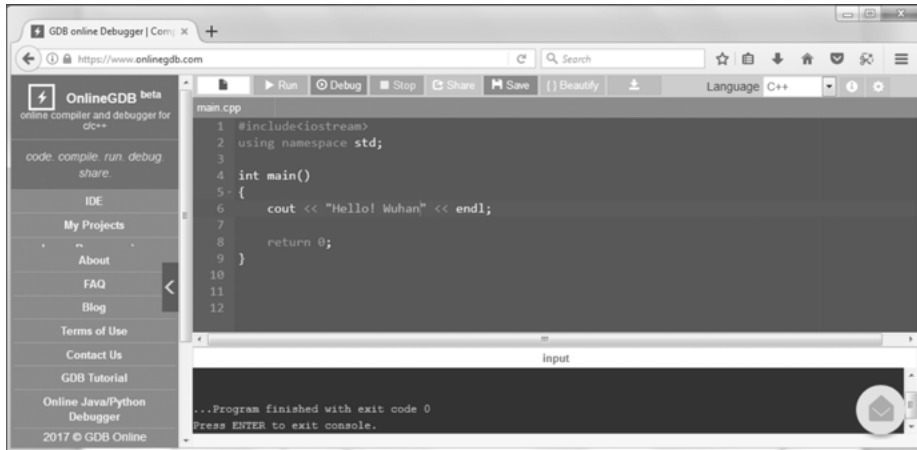 GDB online Debugger | Com
https://www.onlinegdb.com
Search
OnlineGDB beta
online compiler and debugger for
c/c++
code. compile. run. debug.
share.
IDE
My Projects
About
FAQ
Blog
Terms of Use
Contact Us
GDB Tutorial
Online Java/Python
Debugger
2017 © GDB Online
Run
Debug
Stop
Share
Save
{ } Beautify
Language C++
main.cpp
1 #include<iostream>
2 using namespace std;
3
4 int main()
5 {
6 cout << "Hello! Wuhan" << endl;
7
8 return 0;
9 }
10
11
12
input
...Program finished with exit code 0
Press ENTER to exit console.